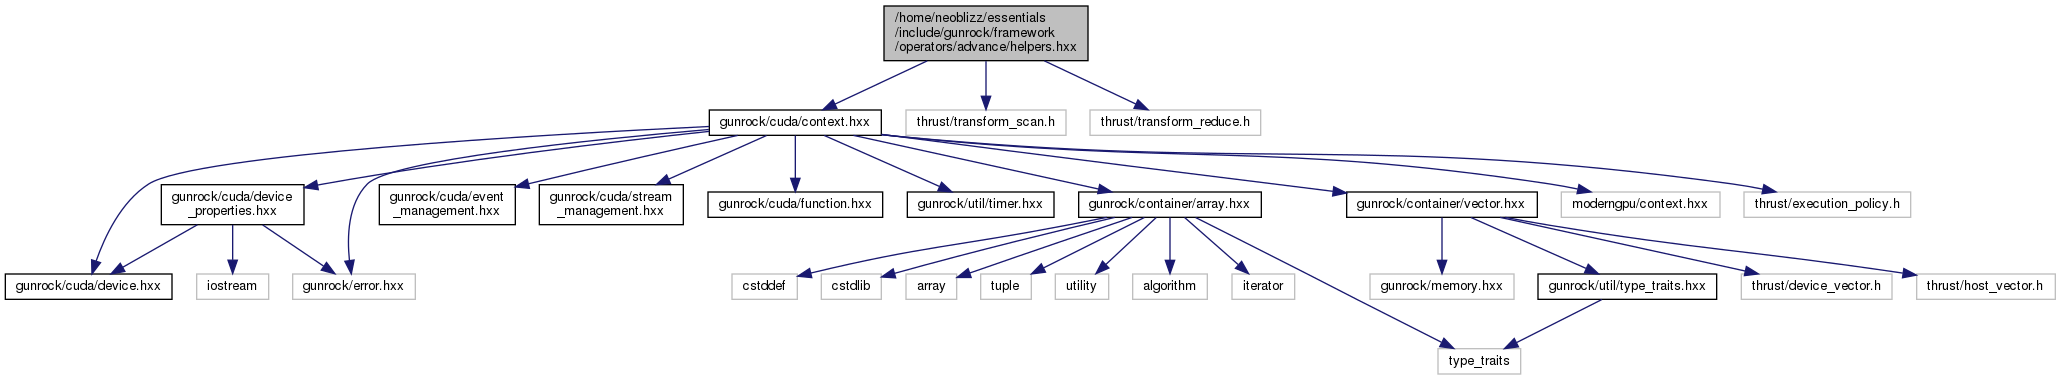 /home/neoblizz/essentials
/include/gunrock/framework
/operators/advance/helpers.hxx
gunrock/cuda/context.hxx
thrust/transform_scan.h
thrust/transform_reduce.h
gunrock/cuda/device
_properties.hxx
gunrock/cuda/event
_management.hxx
gunrock/cuda/stream
_management.hxx
gunrock/cuda/function.hxx
gunrock/util/timer.hxx
gunrock/container/array.hxx
gunrock/container/vector.hxx
moderngpu/context.hxx
thrust/execution_policy.h
gunrock/cuda/device.hxx
iostream
gunrock/error.hxx
cstddef
cstdlib
array
tuple
utility
algorithm
iterator
gunrock/memory.hxx
gunrock/util/type_traits.hxx
thrust/device_vector.h
thrust/host_vector.h
type_traits